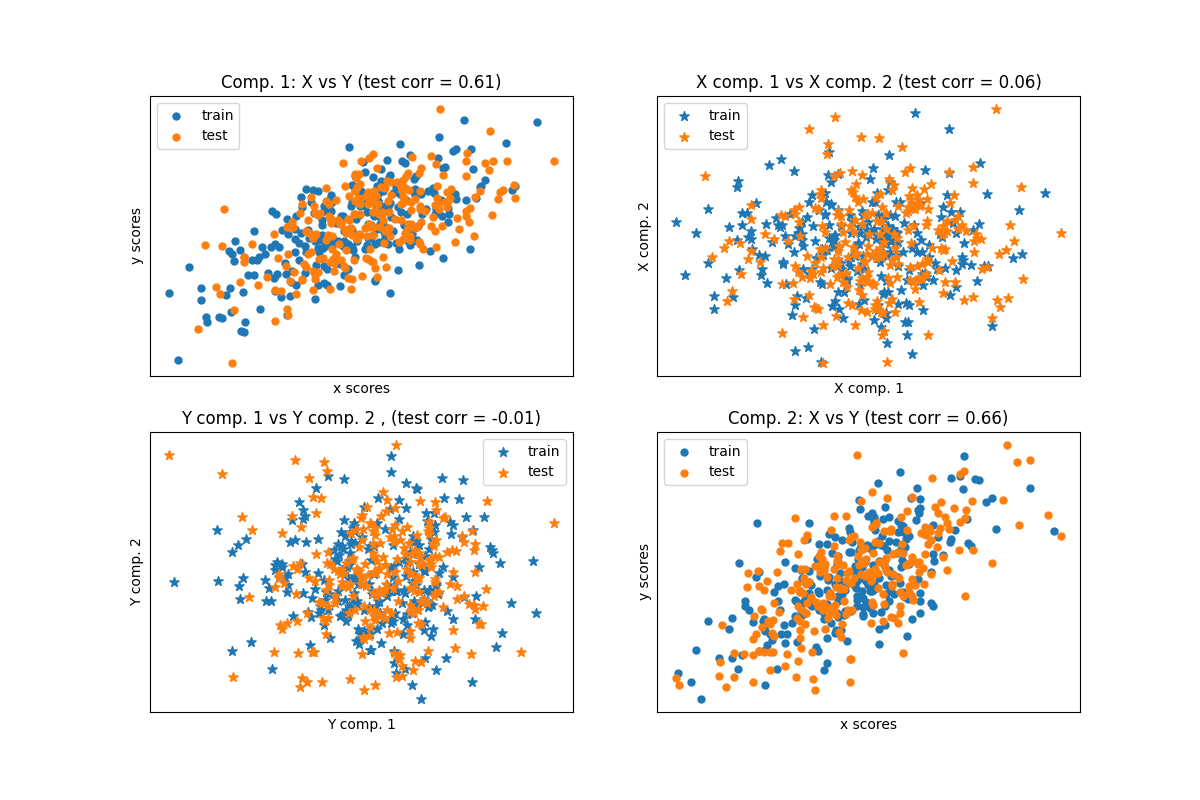 Comp. 1: X vs Y (test corr = 0.61)
train
test
y scores
x scores
X comp. 1 vs X comp. 2 (test corr = 0.06)
train
test
X comp. 2
X comp. 1
Y comp. 1 vs Y comp. 2 , (test corr = -0.01)
train
test
Y comp. 2
Y comp. 1
Comp. 2: X vs Y (test corr = 0.66)
train
test
y scores
x scores